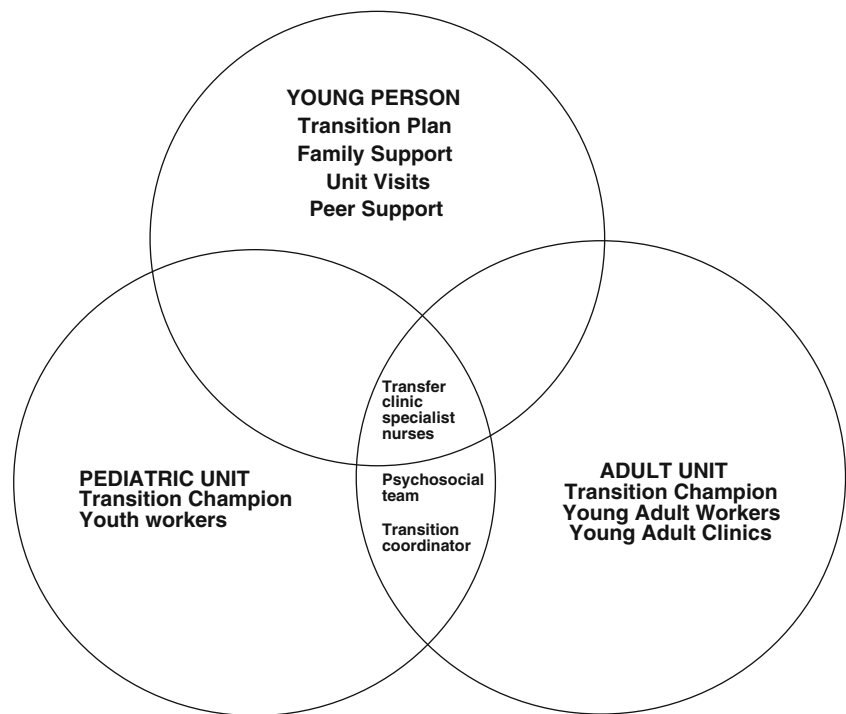 YOUNG PERSON
Transition Plan
Family Support
Unit Visits
Peer Support
Transfer
clinic
specialist
nurses
PEDIATRIC UNIT
Transition Champion
Youth workers
Psychosocial
team
Transition
coordinator
ADULT UNIT
Transition Champion
Young Adult Workers
Young Adult Clinics